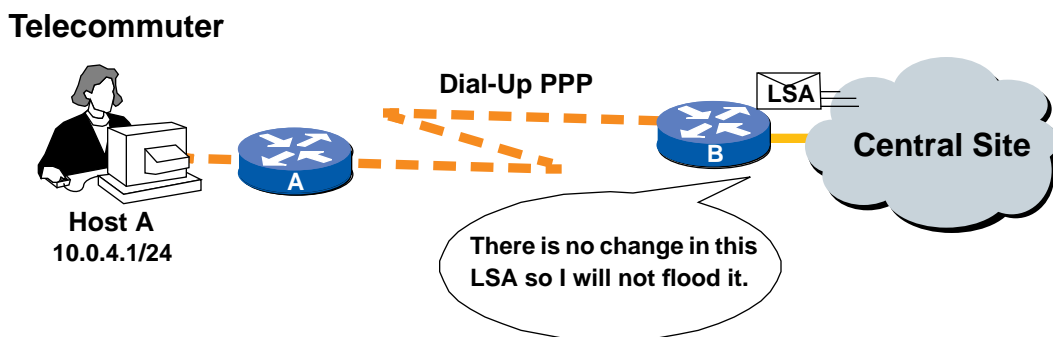 Telecommuter
Dial-Up PPP
LSA
Central Site
A
B
Host A
10.0.4.1/24
There is no change in this
LSA so I will not flood it.